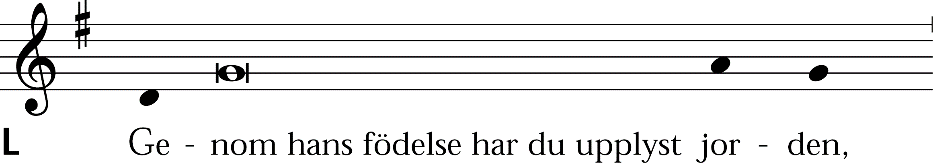 L Ge - nom hans födelse har du upplyst jor - den,